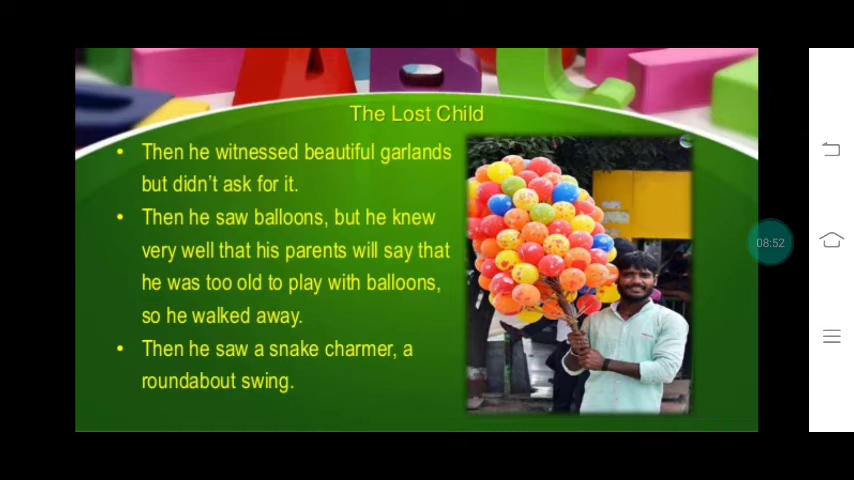 The Lost Child
• Then he witnessed beautiful garlands
but didn't ask for it.
• Then he saw balloons, but he knew
very well that his parents will say that
he was too old to play with balloons,
so he walked away.
• Then he saw a snake charmer, a
roundabout swing.
08:52